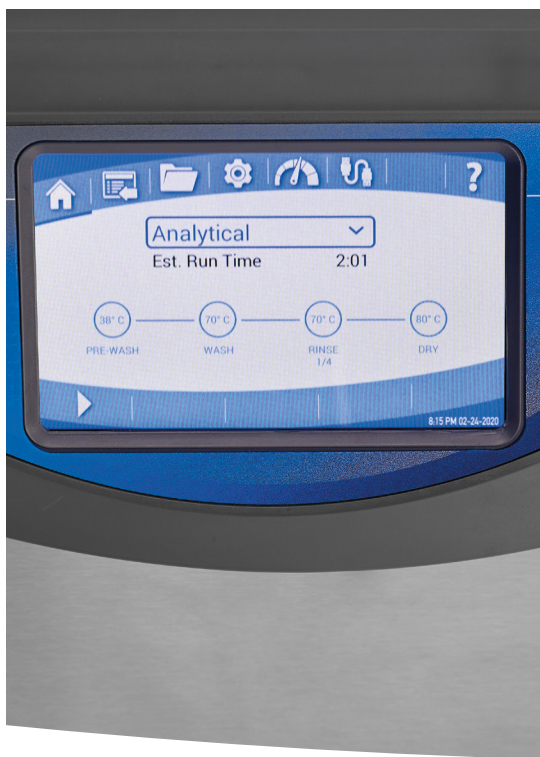 ?
Analytical
Est. Run Time 2:01
38° C 70° C 70° C 80° C
PRE-WASH WASH RINSE DRY
1/4
8:15 PM 02-24-2020